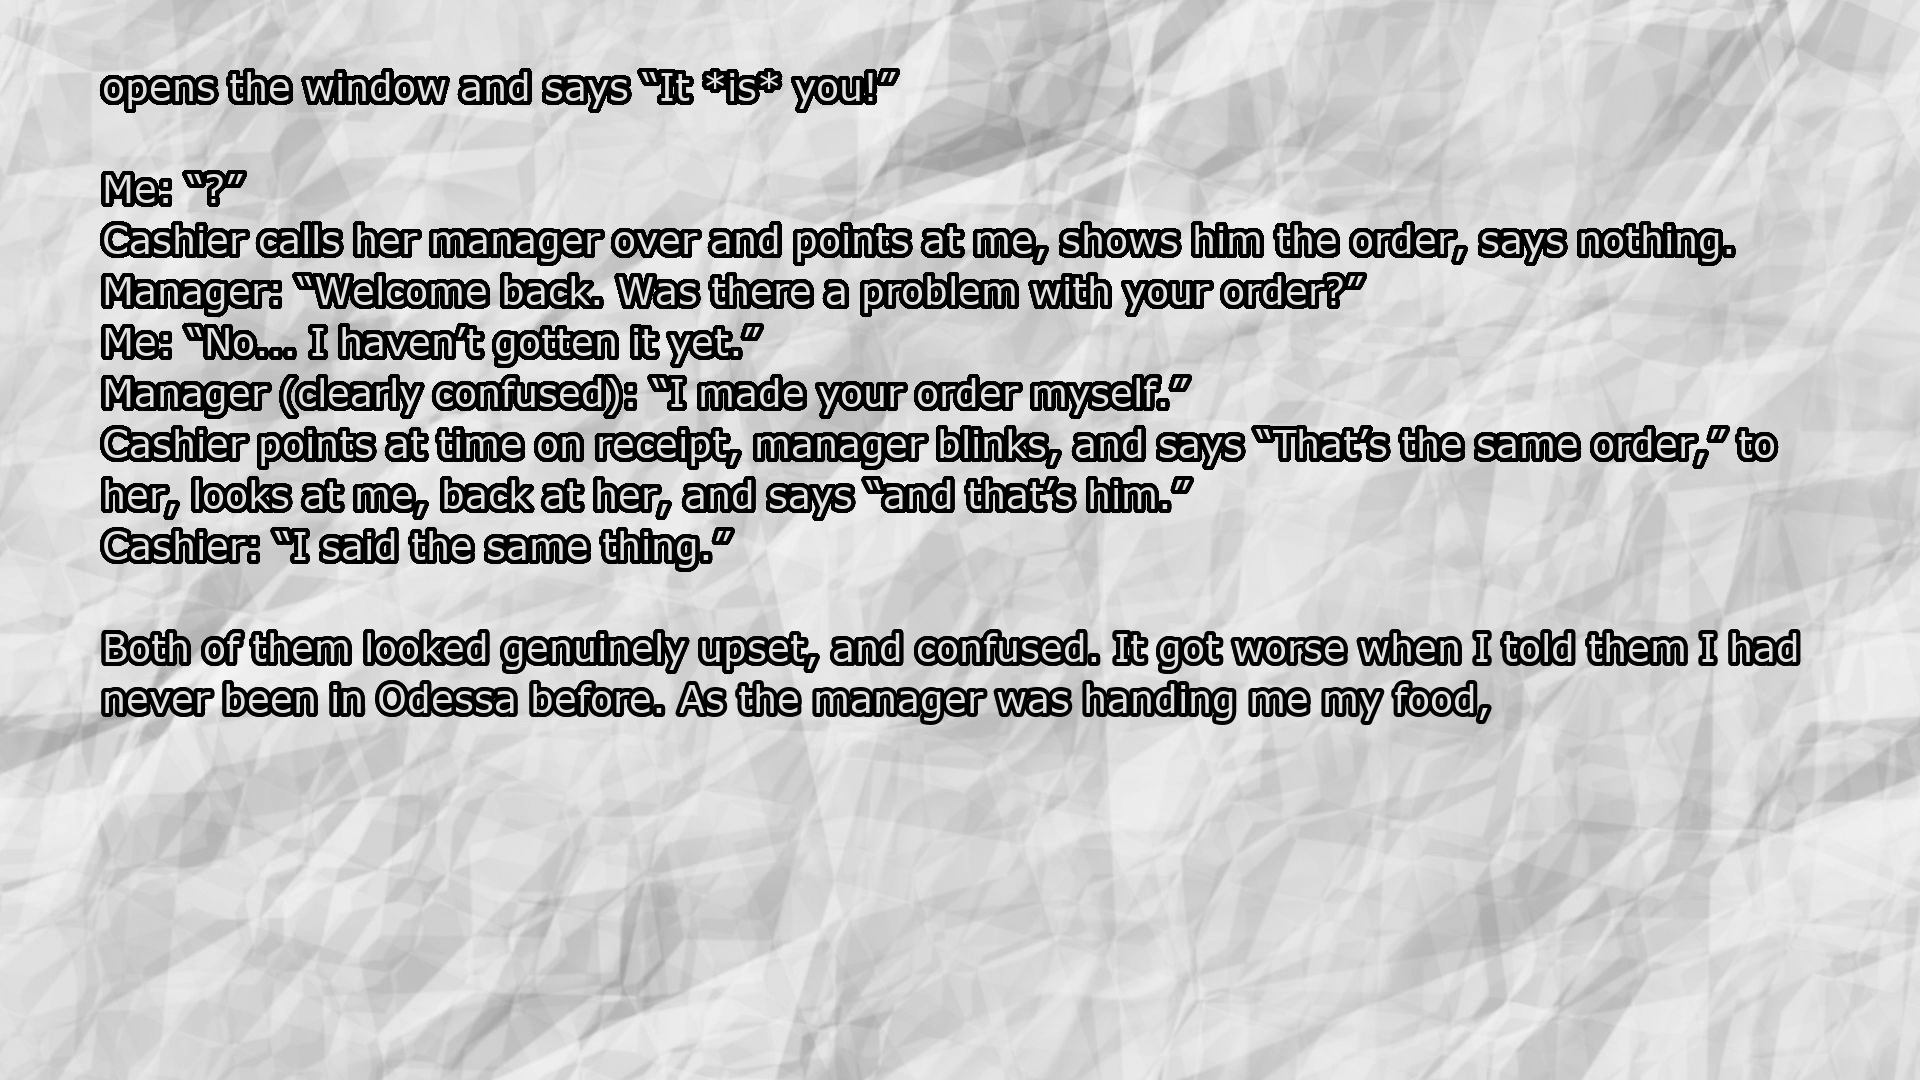 opens the window and says “It *is* you!”
Me: “?”
Cashier calls her manager over and points at me, shows him the order, says nothing.
Manager: “Welcome back. Was there a problem with your order?”
Me: “No... I haven’t gotten it yet.”
Manager (clearly confused): “I made your order myself.”
Cashier points at time on receipt, manager blinks, and says “That’s the same order,” to
her, looks at me, back at her, and says “and that’s him.”
Cashier: “I said the same thing.”
Both of them looked genuinely upset, and confused. It got worse when I told them I had
never been in Odessa before. As the manager was handing me my food,